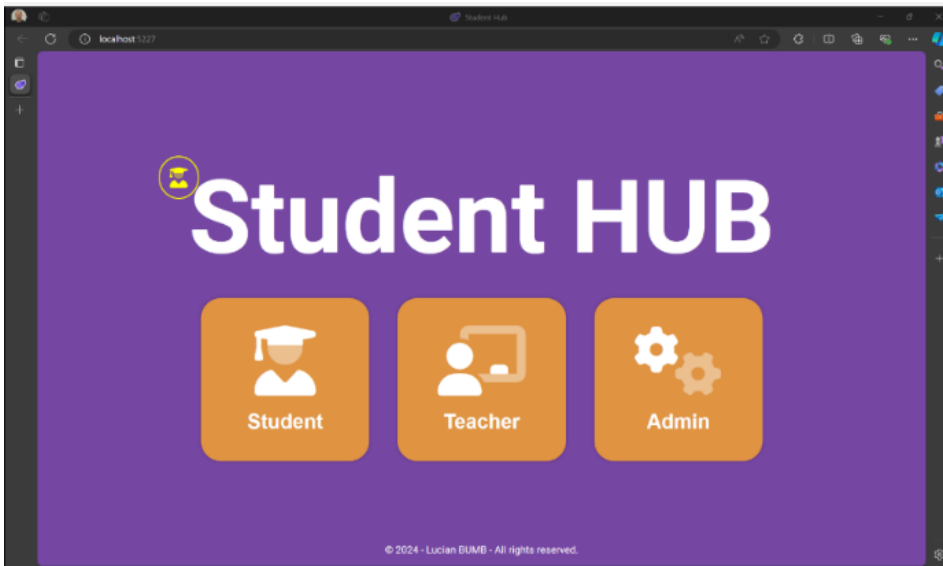 Student Hub
localhost:5227
Student HUB
Student
Teacher
Admin
© 2024 - Lucian BUMB - All rights reserved.